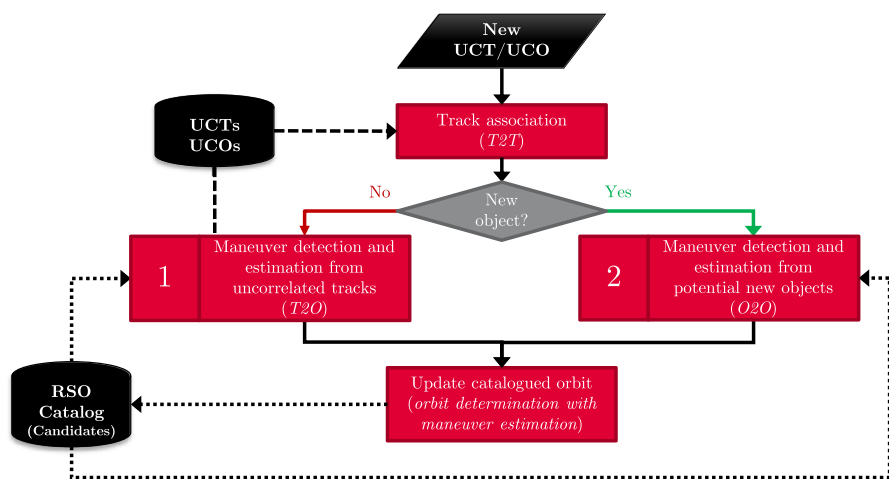 New
UCT/UCO
UCTs
UCOs
Track association
(T2T)
No
New
object?
Yes
1
Maneuver detection and
estimation from
uncorrelated tracks
(T2O)
2
Maneuver detection and
estimation from
potential new objects
(O2O)
RSO
Catalog
(Candidates)
Update catalogued orbit
(orbit determination with
maneuver estimation)